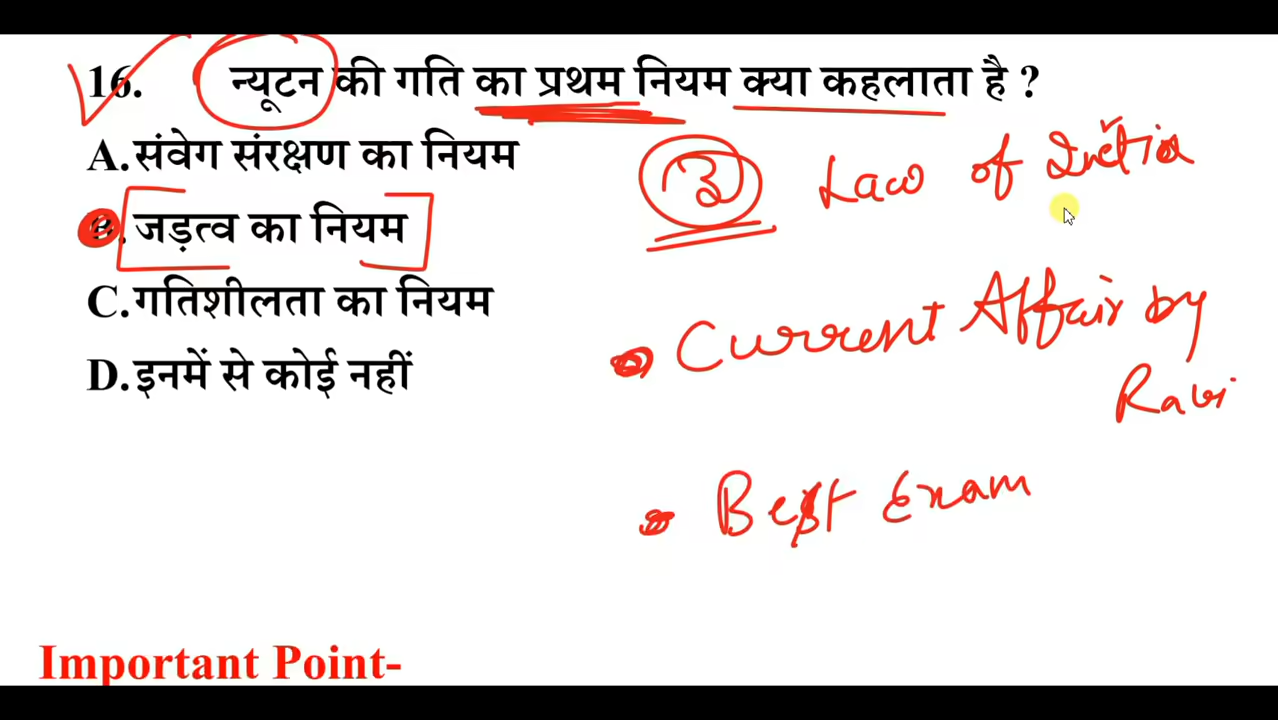 16. न्यूटन की गति का प्रथम नियम क्या कहलाता है ?
A.संवेग संरक्षण का नियम
B.जड़त्व का नियम
C.गतिशीलता का नियम
D.इनमें से कोई नहीं
3 Law of
Current Affair by
Ravi
Best Exam
Important Point-